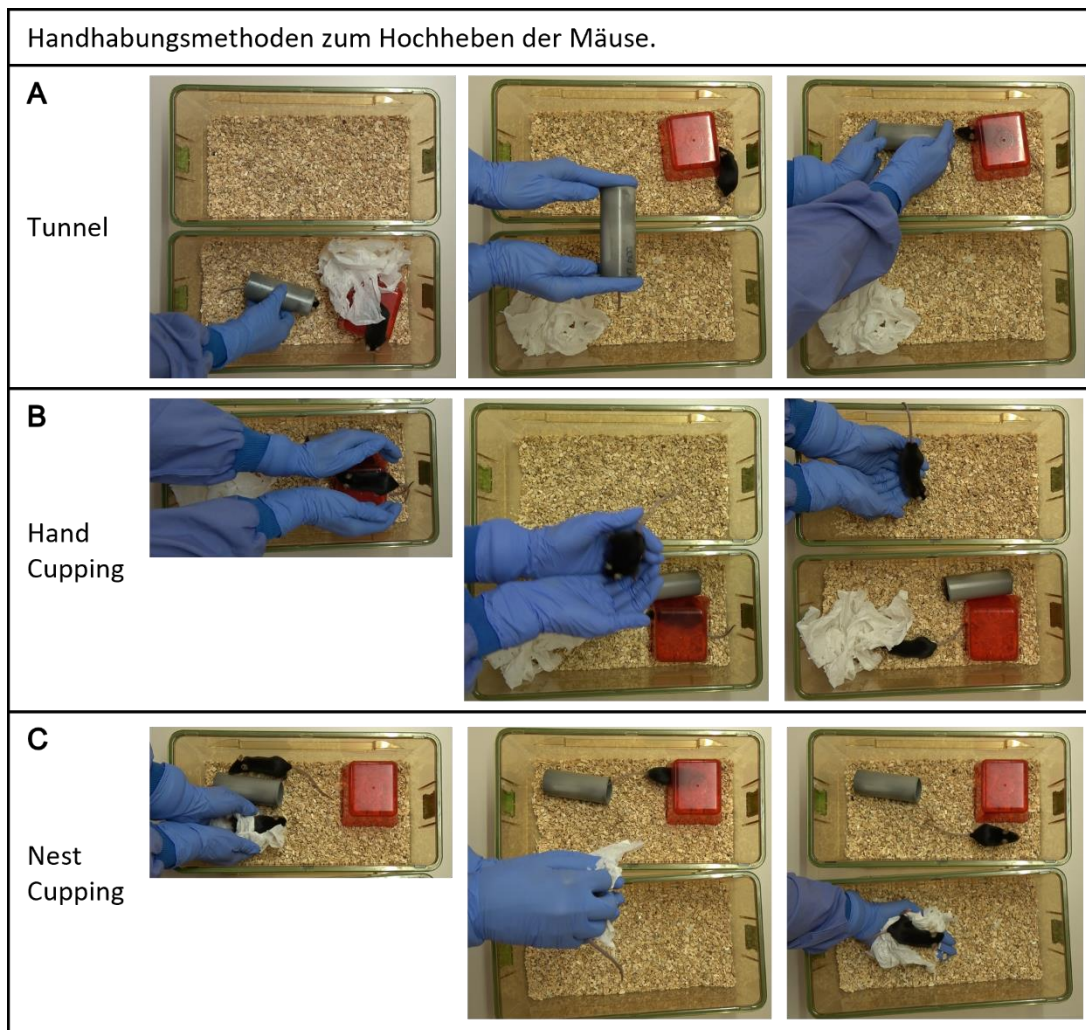 Handhabungsmethoden zum Hochheben der Mäuse.
A
Tunnel
B
Hand
Cupping
C
Nest
Cupping